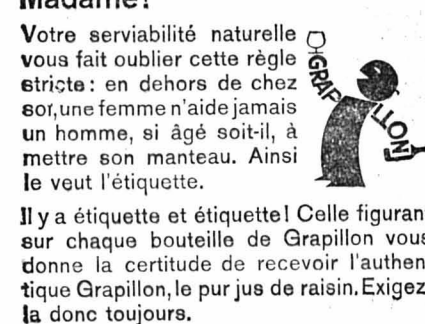 Madame!
Votre serviabilité naturelle
vous fait oublier cette règle
stricte: en dehors de chez
soi, une femme n'aide jamais
un homme, si âgé soit-il, à
mettre son manteau. Ainsi
le veut l'étiquette.
GRAPILLON
Il y a étiquette et étiquette! Celle figuran
sur chaque bouteille de Grapillon vous
donne la certitude de recevoir l'authen
tique Grapillon, le pur jus de raisin. Exigez
la donc toujours.